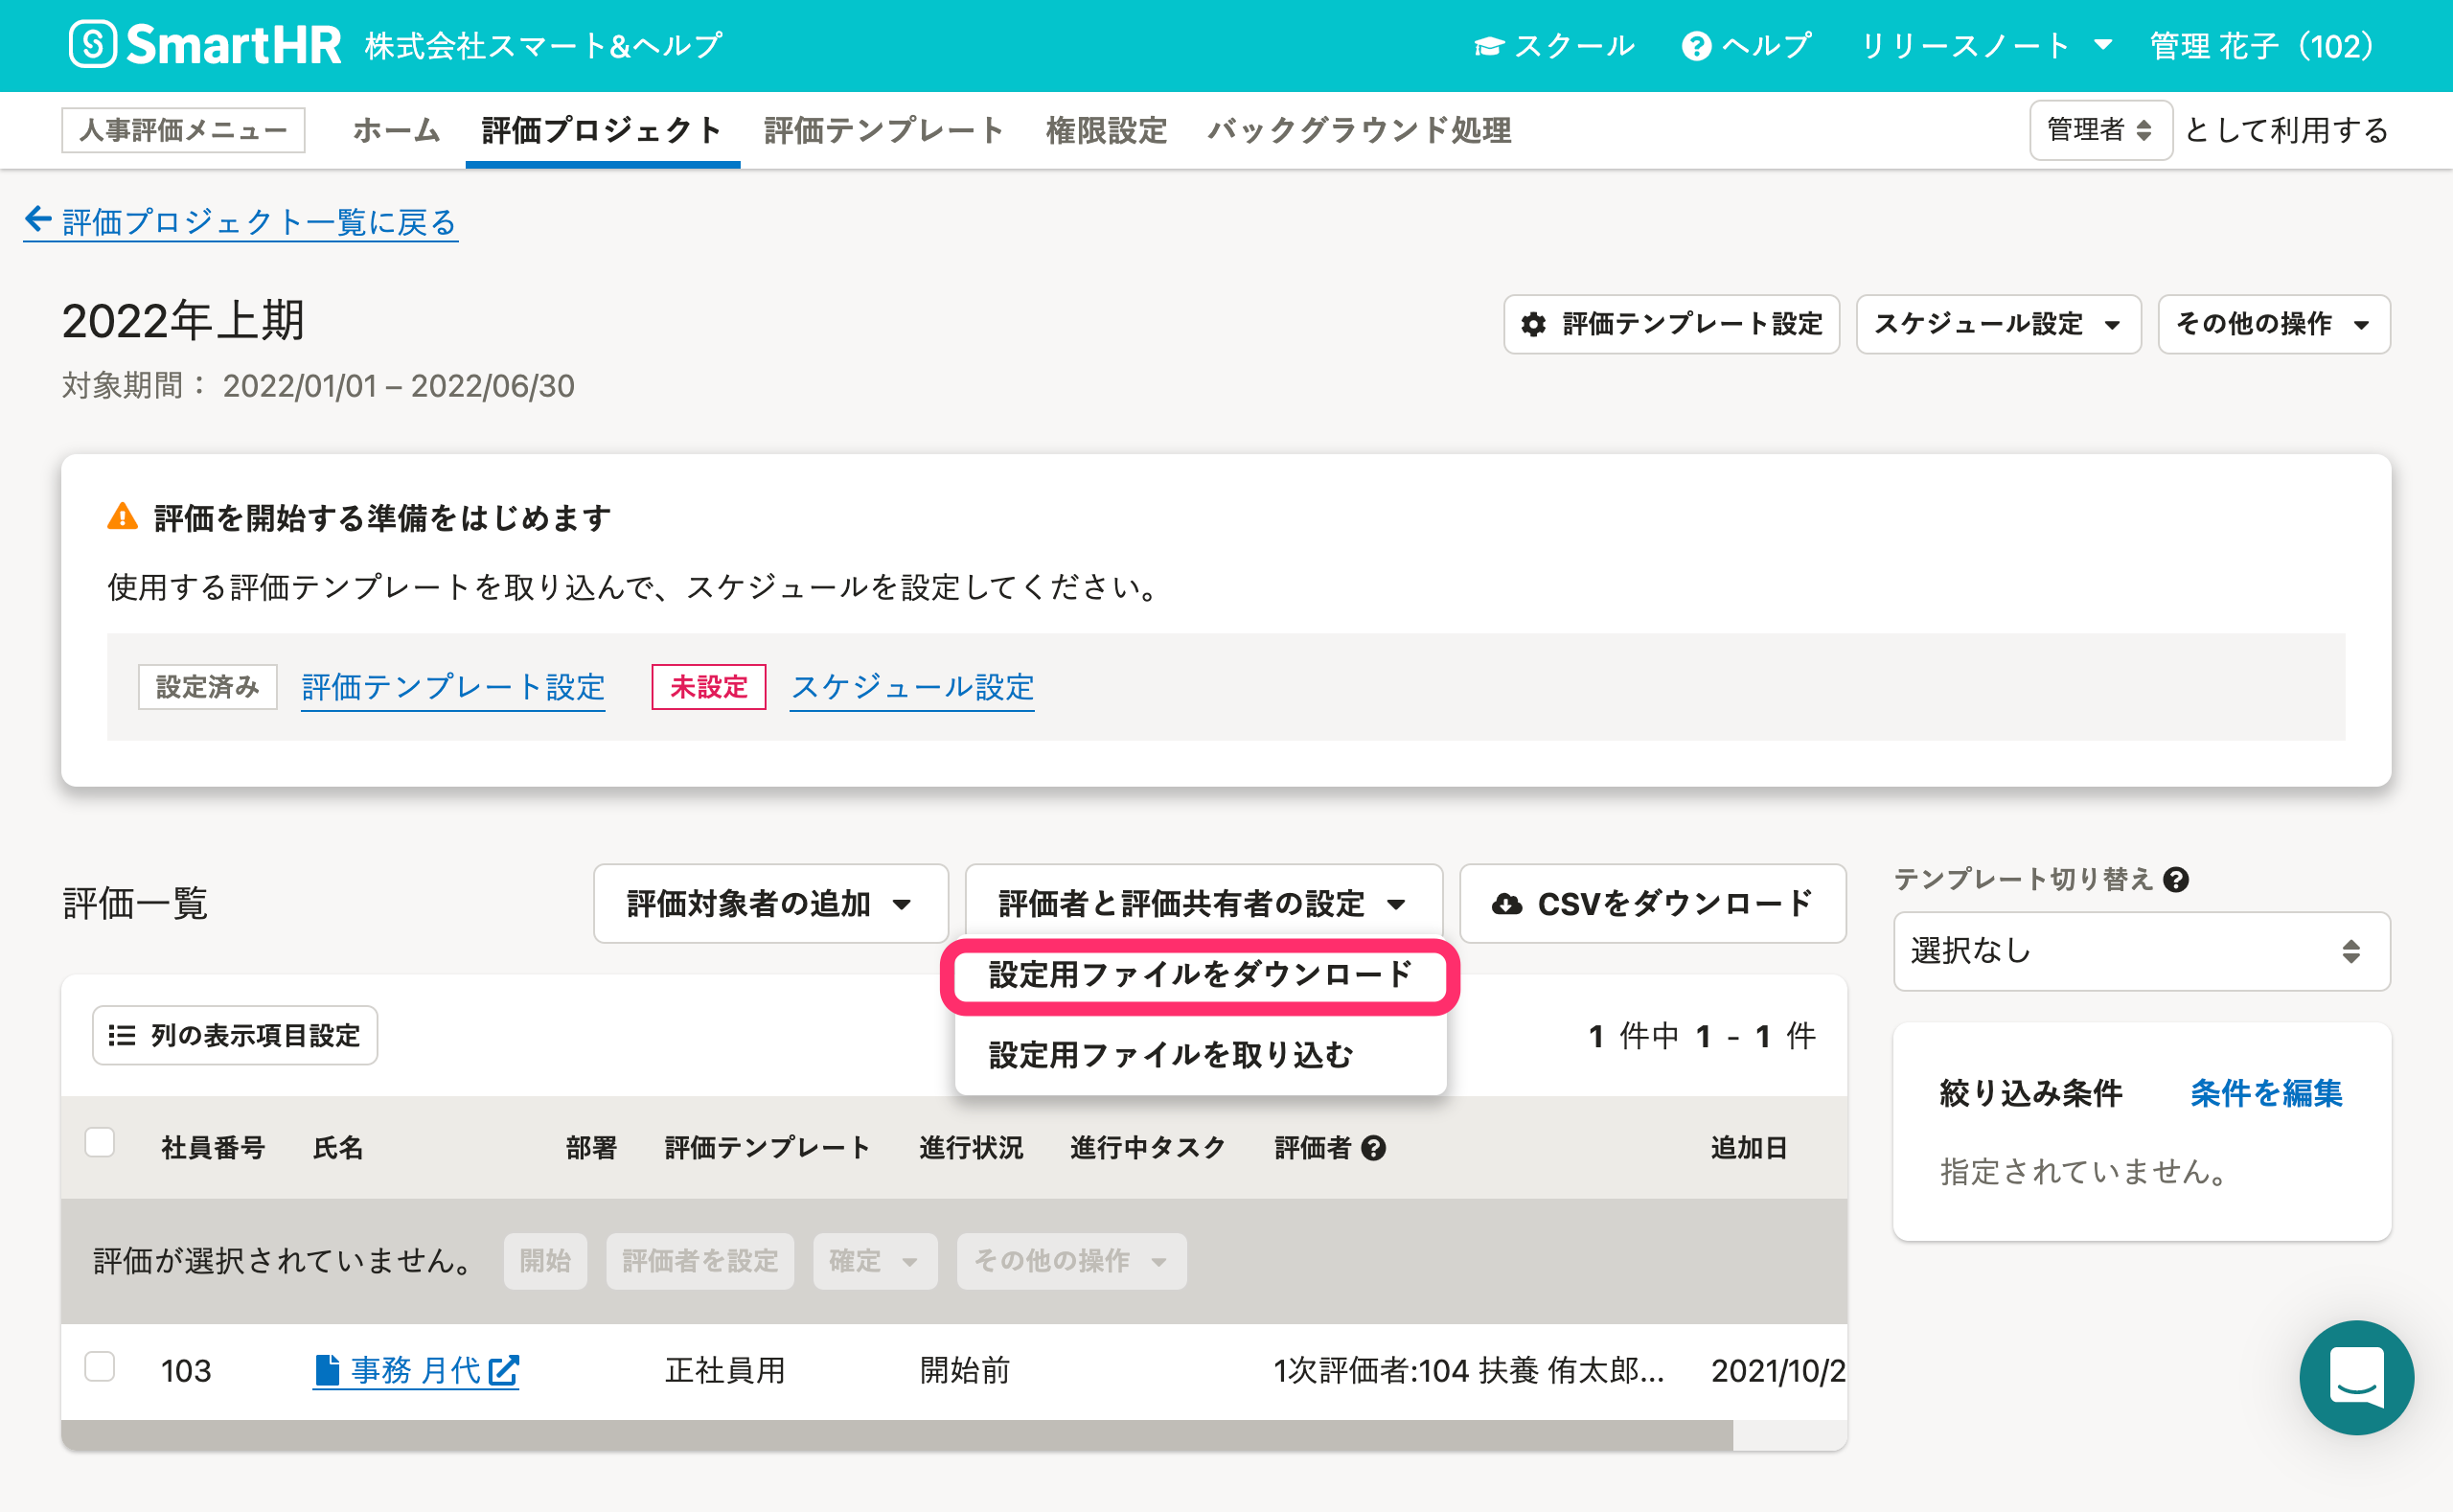 SmartHR 株式会社スマート&ヘルプ スクール ヘルプ リリースノート 管理 花子（102）
人事評価メニュー ホーム 評価プロジェクト 評価テンプレート 権限設定 バックグラウンド処理 管理者 として利用する
評価プロジェクト一覧に戻る
2022年上期 評価テンプレート設定 スケジュール設定 その他の操作
対象期間： 2022/01/01 – 2022/06/30
評価を開始する準備をはじめます
使用する評価テンプレートを取り込んで、スケジュールを設定してください。
設定済み 評価テンプレート設定 未設定 スケジュール設定
評価一覧 評価対象者の追加 評価者と評価共有者の設定 CSVをダウンロード
設定用ファイルをダウンロード
設定用ファイルを取り込む
列の表示項目設定 1 件中 1 - 1 件
社員番号 氏名 部署 評価テンプレート 進行状況 進行中タスク 評価者 追加日
評価が選択されていません。 開始 評価者を設定 確定 その他の操作
103 事務 月代 正社員用 開始前 1次評価者:104 扶養 侑太郎... 2021/10/2
テンプレート切り替え
選択なし
絞り込み条件 条件を編集
指定されていません。